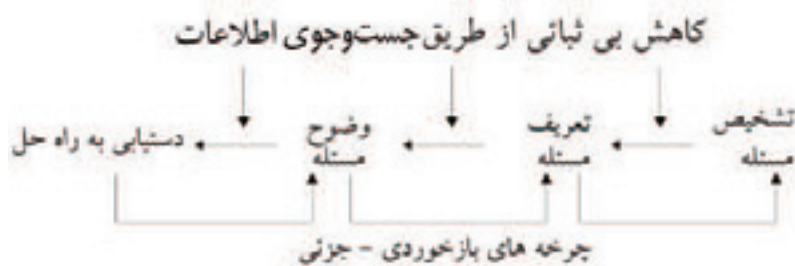 کاهش بی ثباتی از طریق جست‌وجوی اطلاعات
تشخیص مسئله
تعریف مسئله
وضوح مسئله
دستیابی به راه حل
چرخه های بازخوردی - جزئی